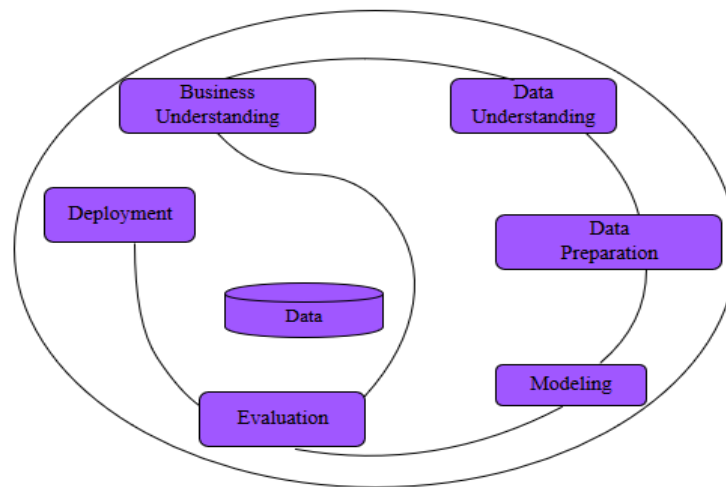 Business
Understanding
Data
Understanding
Deployment
Data
Preparation
Data
Modeling
Evaluation